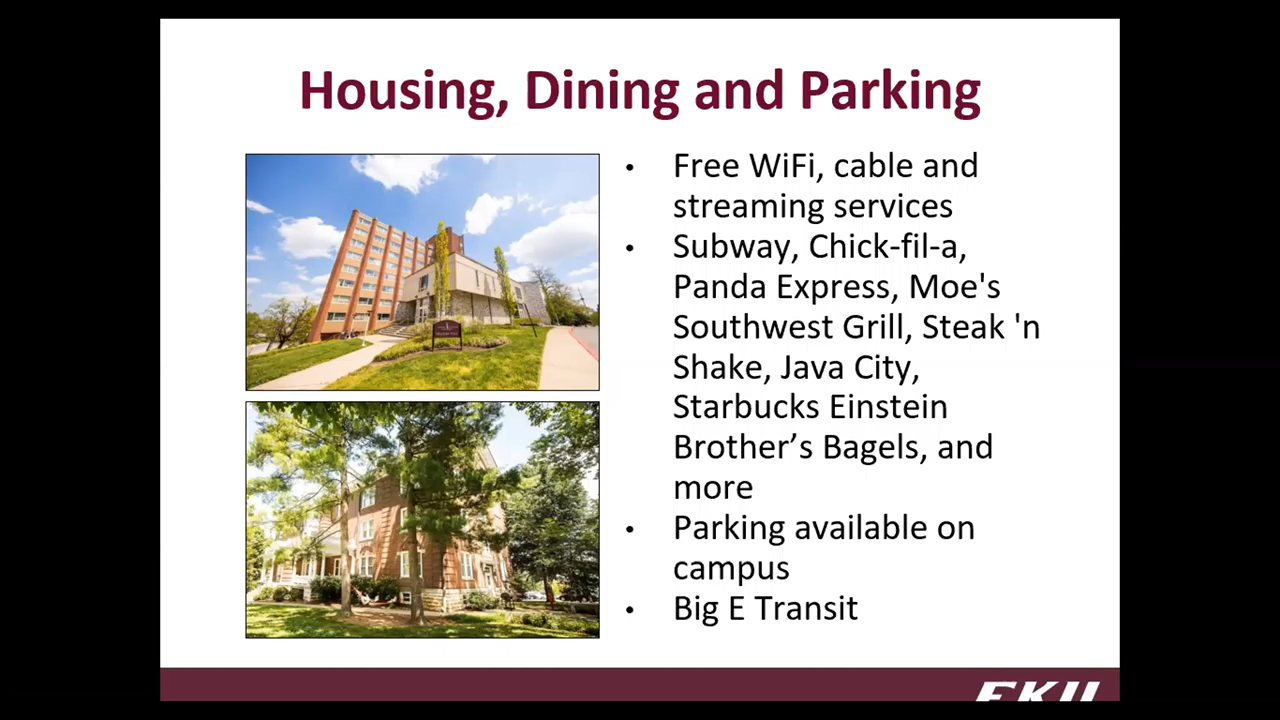 Housing, Dining and Parking
• Free WiFi, cable and
streaming services
• Subway, Chick-fil-a,
Panda Express, Moe's
Southwest Grill, Steak 'n
Shake, Java City,
Starbucks Einstein
Brother’s Bagels, and
more
• Parking available on
campus
• Big E Transit
EKU